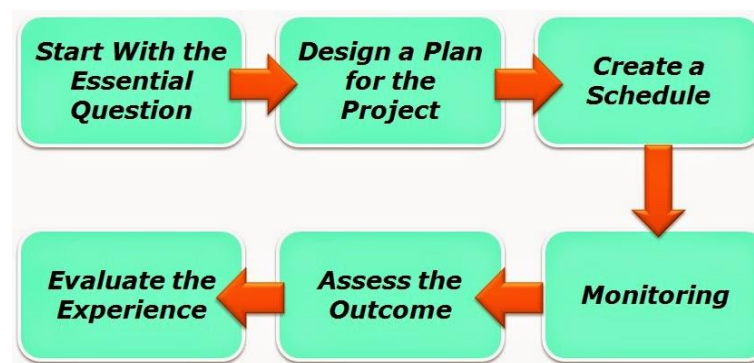 Start With the
Essential
Question
Design a Plan
for the
Project
Create a
Schedule
Monitoring
Assess the
Outcome
Evaluate the
Experience